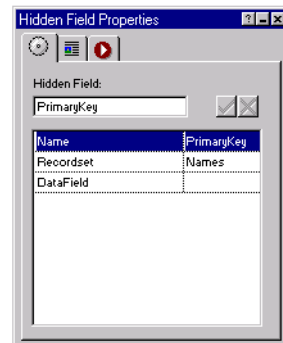 Hidden Field Properties
Hidden Field:
PrimaryKey
Name PrimaryKey
Recordset Names
DataField